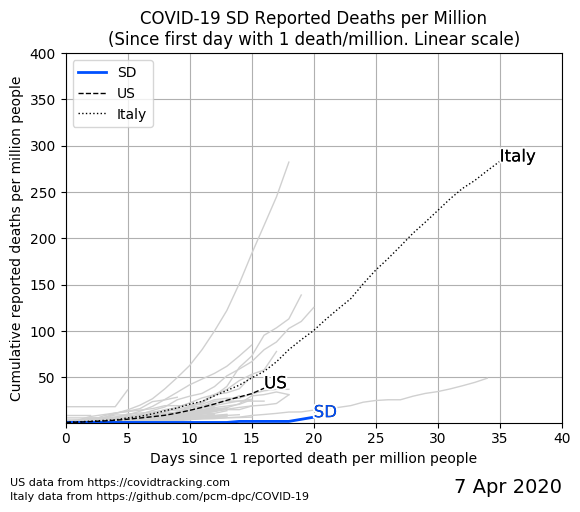 COVID-19 SD Reported Deaths per Million
(Since first day with 1 death/million. Linear scale)
Cumulative reported deaths per million people
400
350
300
250
200
150
100
50
SD
US
Italy
Italy
US
SD
0
5
10
15
20
25
30
35
40
Days since 1 reported death per million people
US data from https://covidtracking.com
Italy data from https://github.com/pcm-dpc/COVID-19
7 Apr 2020